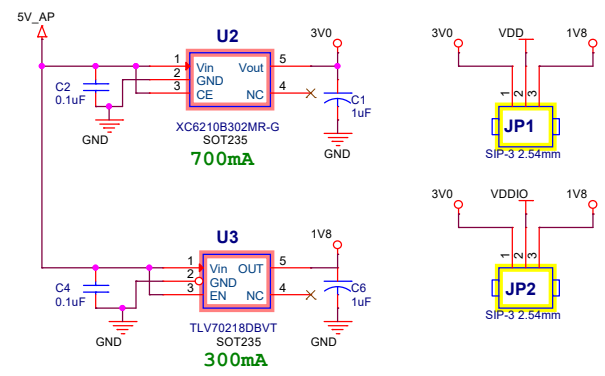 5V_AP
U2
3V0
1 Vin Vout 5
2 GND
3 CE NC 4
C2
0.1uF
GND
C1
1uF
GND
XC6210B302MR-G
SOT235
700mA
3V0 VDD 1V8
1 2 3
JP1
SIP-3 2.54mm
U3
1V8
1 Vin OUT 5
2 GND
3 EN NC 4
C4
0.1uF
GND
C6
1uF
GND
TLV70218DBVT
SOT235
300mA
3V0 VDDIO 1V8
1 2 3
JP2
SIP-3 2.54mm